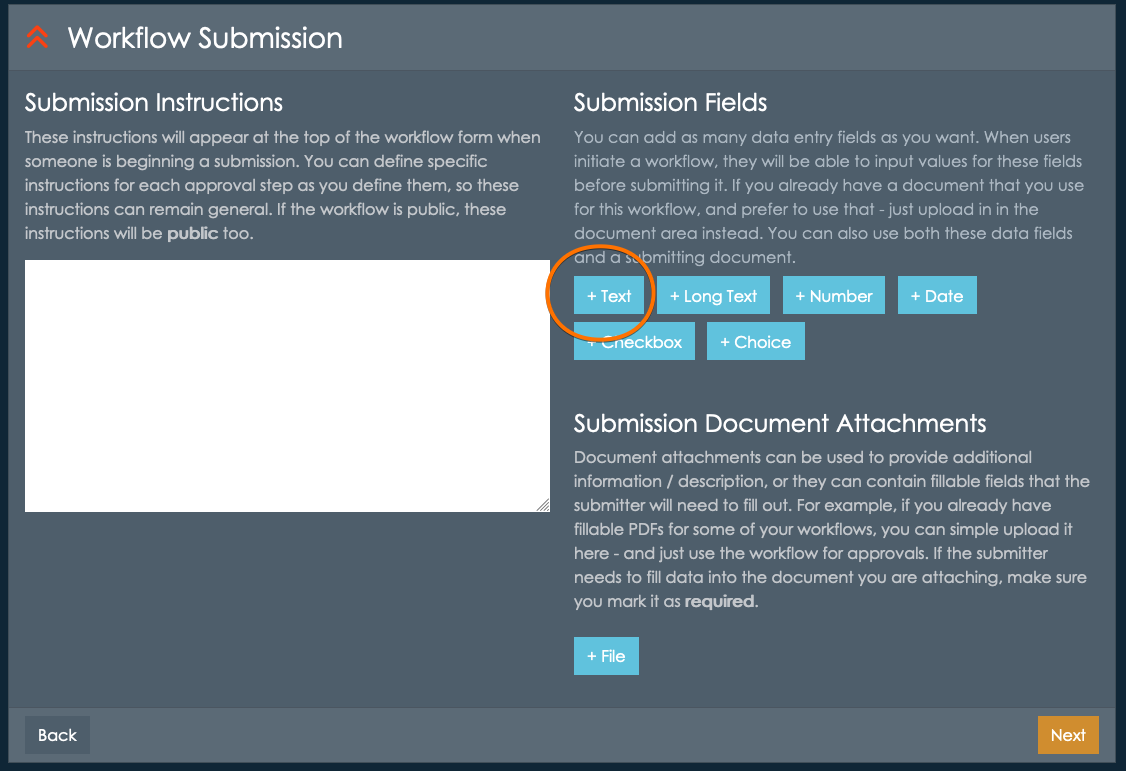 Workflow Submission
Submission Instructions
These instructions will appear at the top of the workflow form when
someone is beginning a submission. You can define specific
instructions for each approval step as you define them, so these
instructions can remain general. If the workflow is public, these
instructions will be public too.
Submission Fields
You can add as many data entry fields as you want. When users
initiate a workflow, they will be able to input values for these fields
before submitting it. If you already have a document that you use
for this workflow, and prefer to use that - just upload in in the
document area instead. You can also use both these data fields
and a submitting document.
+ Text + Long Text + Number + Date
+ Checkbox + Choice
Submission Document Attachments
Document attachments can be used to provide additional
information / description, or they can contain fillable fields that the
submitter will need to fill out. For example, if you already have
fillable PDFs for some of your workflows, you can simple upload it
here - and just use the workflow for approvals. If the submitter
needs to fill data into the document you are attaching, make sure
you mark it as required.
+ File
Back Next